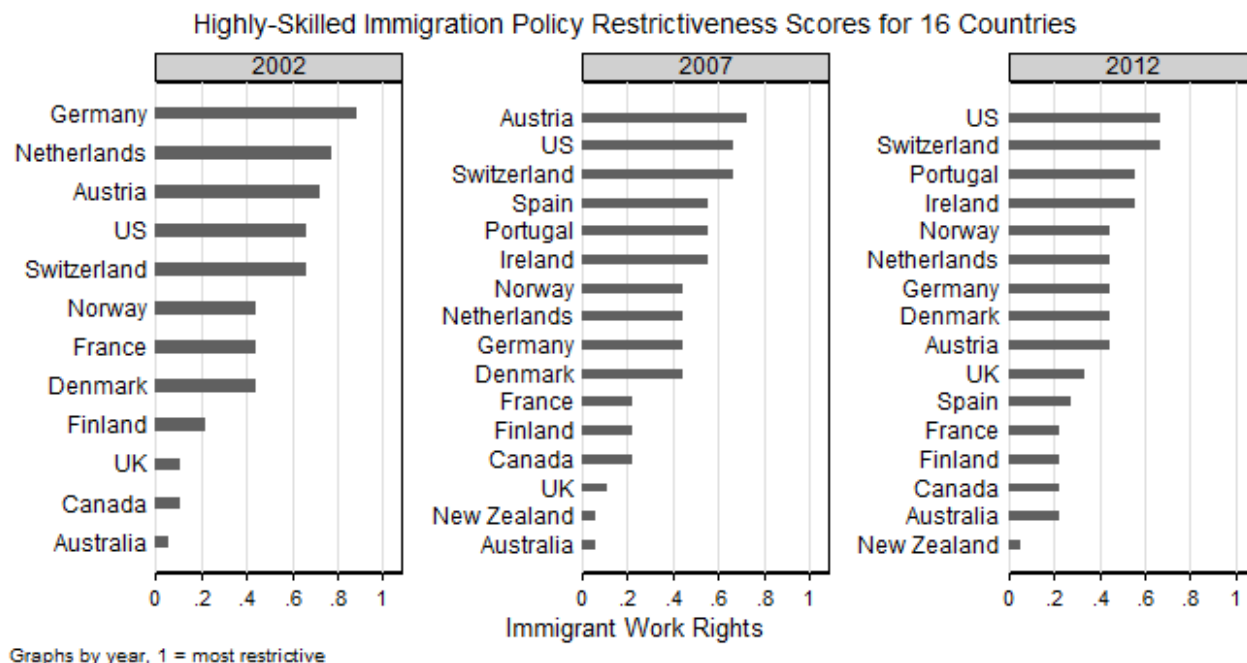 Highly-Skilled Immigration Policy Restrictiveness Scores for 16 Countries
2002
Germany
Netherlands
Austria
US
Switzerland
Norway
France
Denmark
Finland
UK
Canada
Australia
0 .2 .4 .6 .8 1
2007
Austria
US
Switzerland
Spain
Portugal
Ireland
Norway
Netherlands
Germany
Denmark
France
Finland
Canada
UK
New Zealand
Australia
0 .2 .4 .6 .8 1
2012
US
Switzerland
Portugal
Ireland
Norway
Netherlands
Germany
Denmark
Austria
UK
Spain
France
Finland
Canada
Australia
New Zealand
0 .2 .4 .6 .8 1
Immigrant Work Rights
Graphs by year, 1 = most restrictive